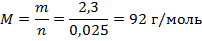 M = m/n = 2,3/0,025 = 92 г/моль